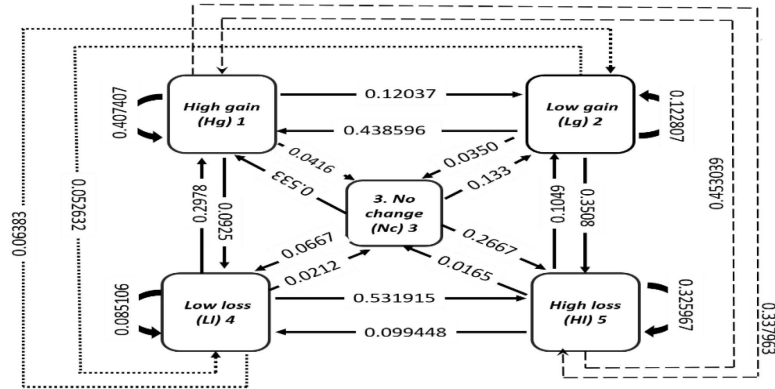 High gain
(Hg) 1
0.12037
Low gain
(Lg) 2
0.407407
0.122807
0.438596
0.0416
0.0350
0.533
0.133
0.453039
3. No
change
(Nc) 3
0.06383
0.052632
0.2978
0.0925
0.1049
0.3508
0.0667
0.2667
0.0212
0.0165
Low loss
(Ll) 4
0.085106
0.531915
High loss
(Hl) 5
0.325967
0.099448
0.337963